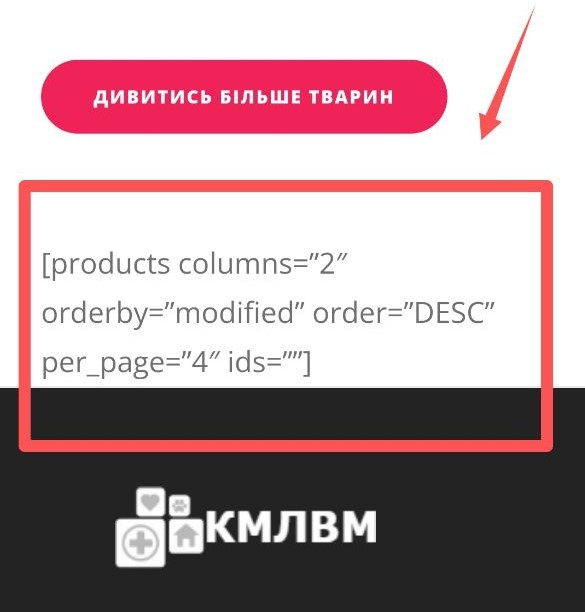 ДИВИТИСЬ БІЛЬШЕ ТВАРИН
[products columns=”2″
orderby=”modified” order=”DESC”
per_page=”4″ ids=””]
КМЛВМ